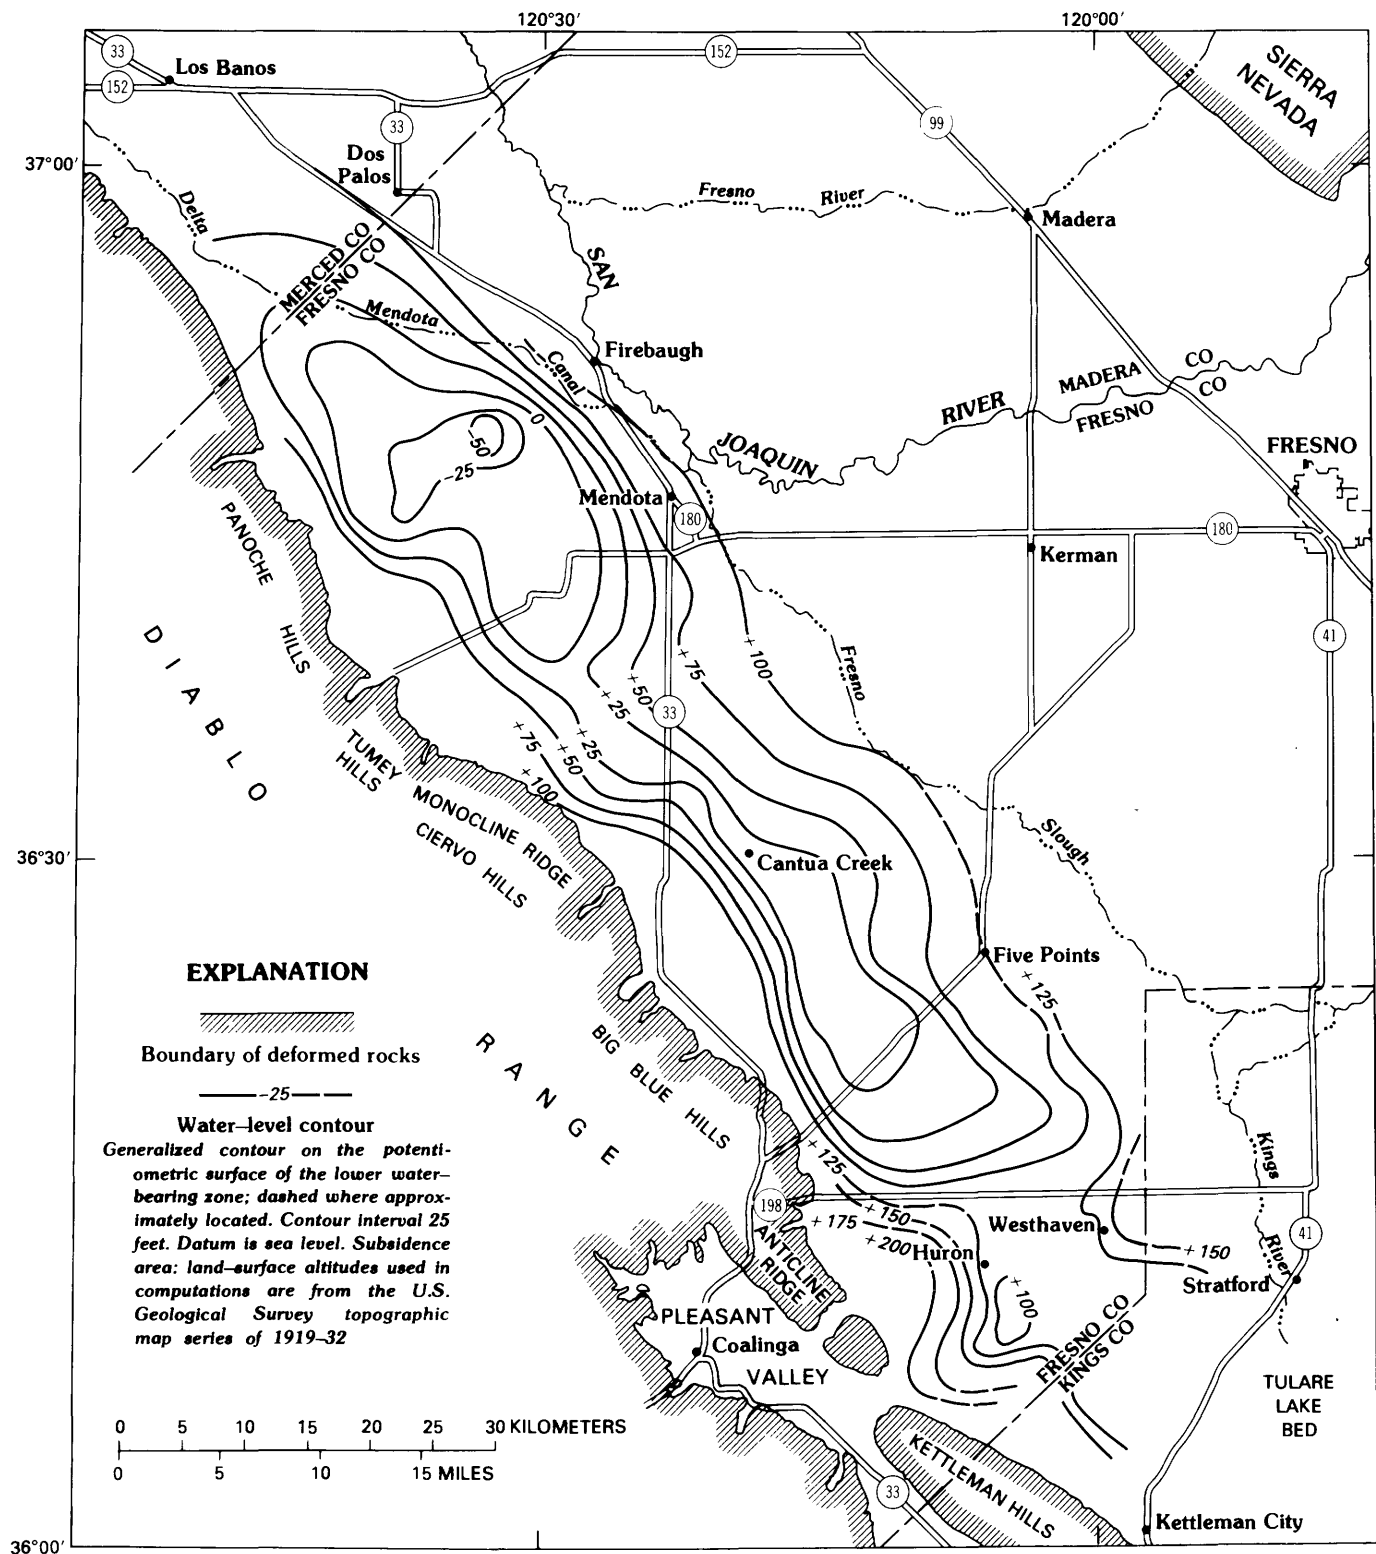 120°30′
120°00′
33
152
Los Banos
152
33
99
SIERRA
NEVADA
37°00′
Dos
Palos
Delta
Fresno River
Madera
MERCED CO
FRESNO CO
SAN
Mendota
Canal
Firebaugh
MADERA CO
FRESNO CO
RIVER
JOAQUIN
FRESNO
0
-50
-25
Mendota
180
180
Kerman
PANOCHE
HILLS
DIABLO
41
Fresno
+100
+75
+50
+25
33
+25
+50
+75
+100
TUMEY
HILLS
MONOCLINE RIDGE
CIERVO HILLS
Slough
36°30′
Cantua Creek
Five Points
+125
EXPLANATION
Boundary of deformed rocks
-25
Water-level contour
Generalized contour on the potenti-
ometric surface of the lower water-
bearing zone; dashed where approx-
imately located. Contour interval 25
feet. Datum is sea level. Subsidence
area: land-surface altitudes used in
computations are from the U.S.
Geological Survey topographic
map series of 1919-32
RANGE
BIG BLUE HILLS
Kings
River
+125
198
+150
+175
+200
Huron
Westhaven
+150
41
Stratford
ANTICLINE
RIDGE
+100
PLEASANT
VALLEY
Coalinga
FRESNO CO
KINGS CO
TULARE
LAKE
BED
0 5 10 15 20 25 30 KILOMETERS
0 5 10 15 MILES
KETTLEMAN HILLS
33
Kettleman City
36°00′